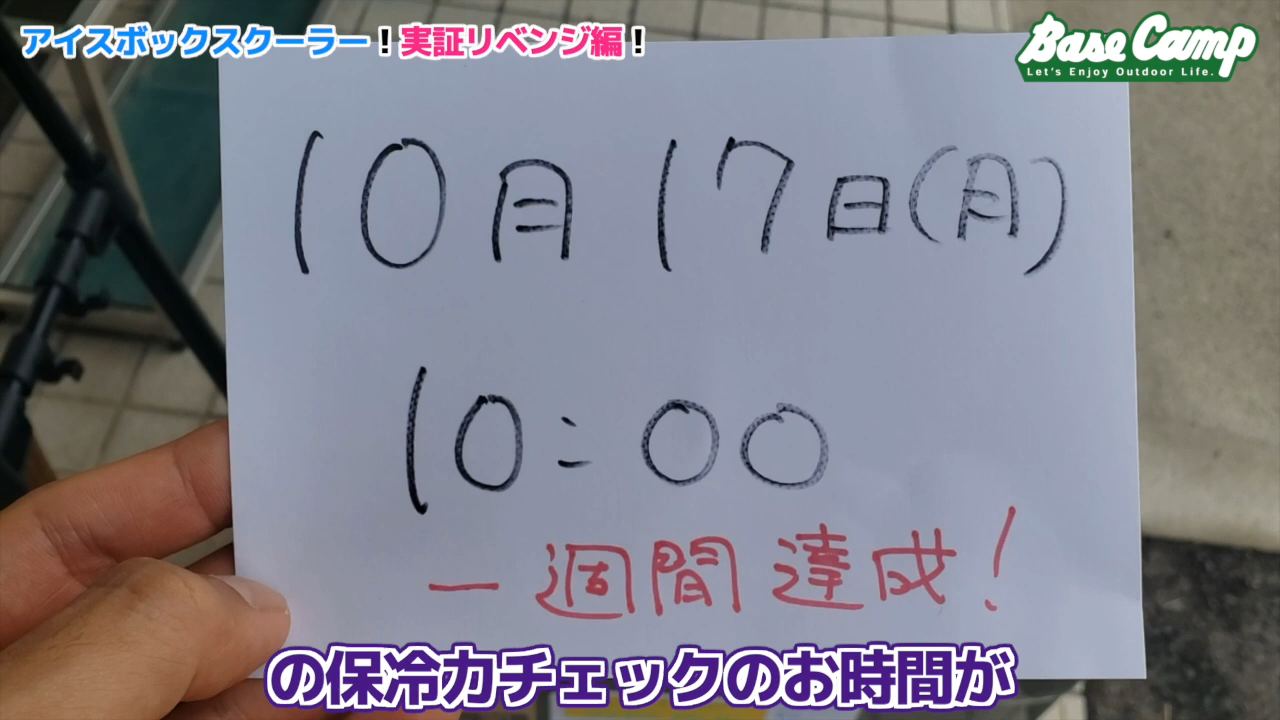 アイスボックスクーラー！実証リベンジ編！
Base Camp
Let's Enjoy Outdoor Life.
10月17日(月)
10:00
一週間達成!
の保冷力チェックのお時間が